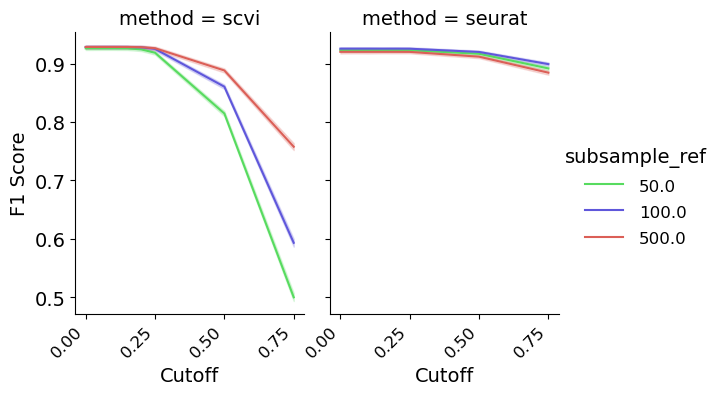 method = scvi
method = seurat
F1 Score
0.9
0.8
0.7
0.6
0.5
0.00
0.25
0.50
0.75
Cutoff
0.00
0.25
0.50
0.75
Cutoff
subsample_ref
50.0
100.0
500.0